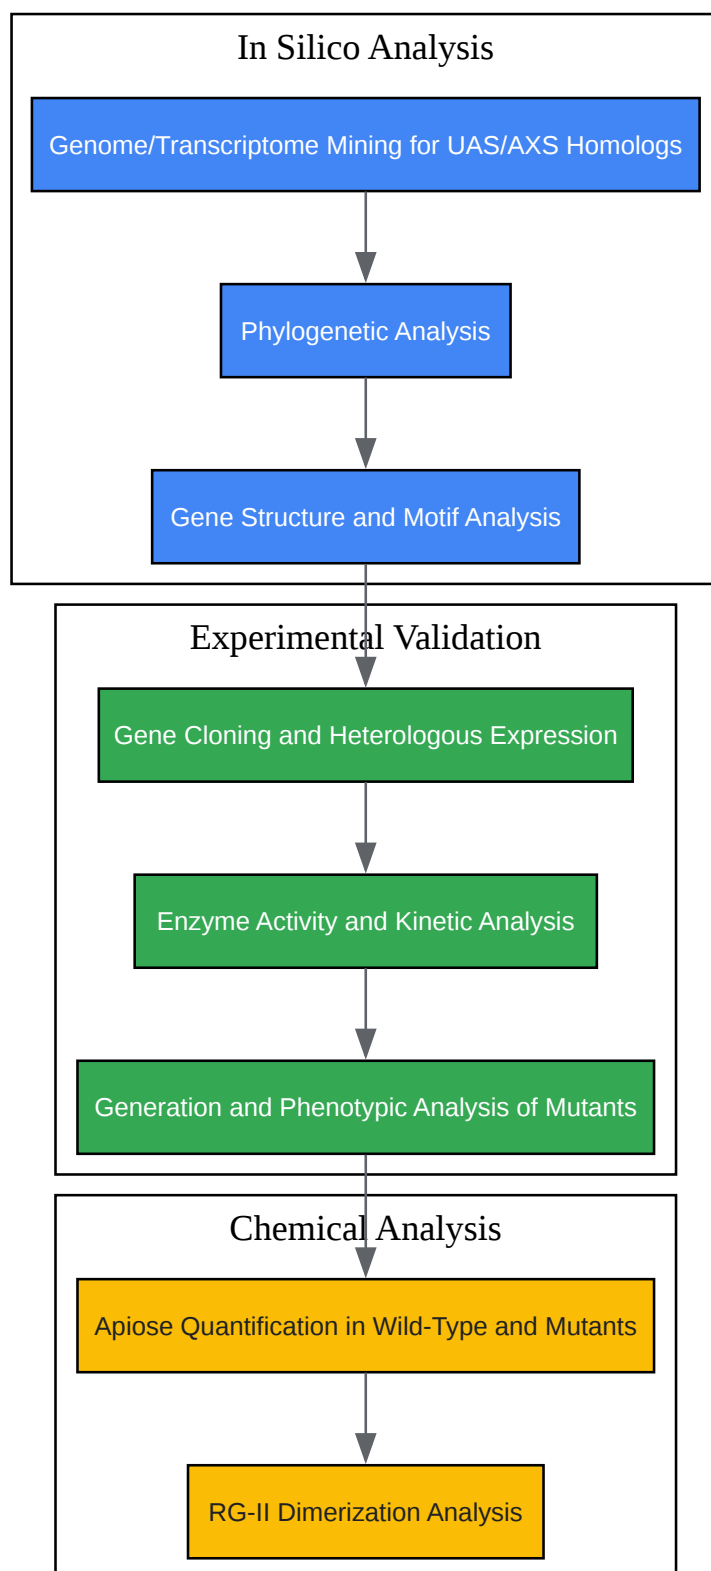 In Silico Analysis
Genome/Transcriptome Mining for UAS/AXS Homologs
Phylogenetic Analysis
Gene Structure and Motif Analysis
Experimental Validation
Gene Cloning and Heterologous Expression
Enzyme Activity and Kinetic Analysis
Generation and Phenotypic Analysis of Mutants
Chemical Analysis
Apiose Quantification in Wild-Type and Mutants
RG-II Dimerization Analysis